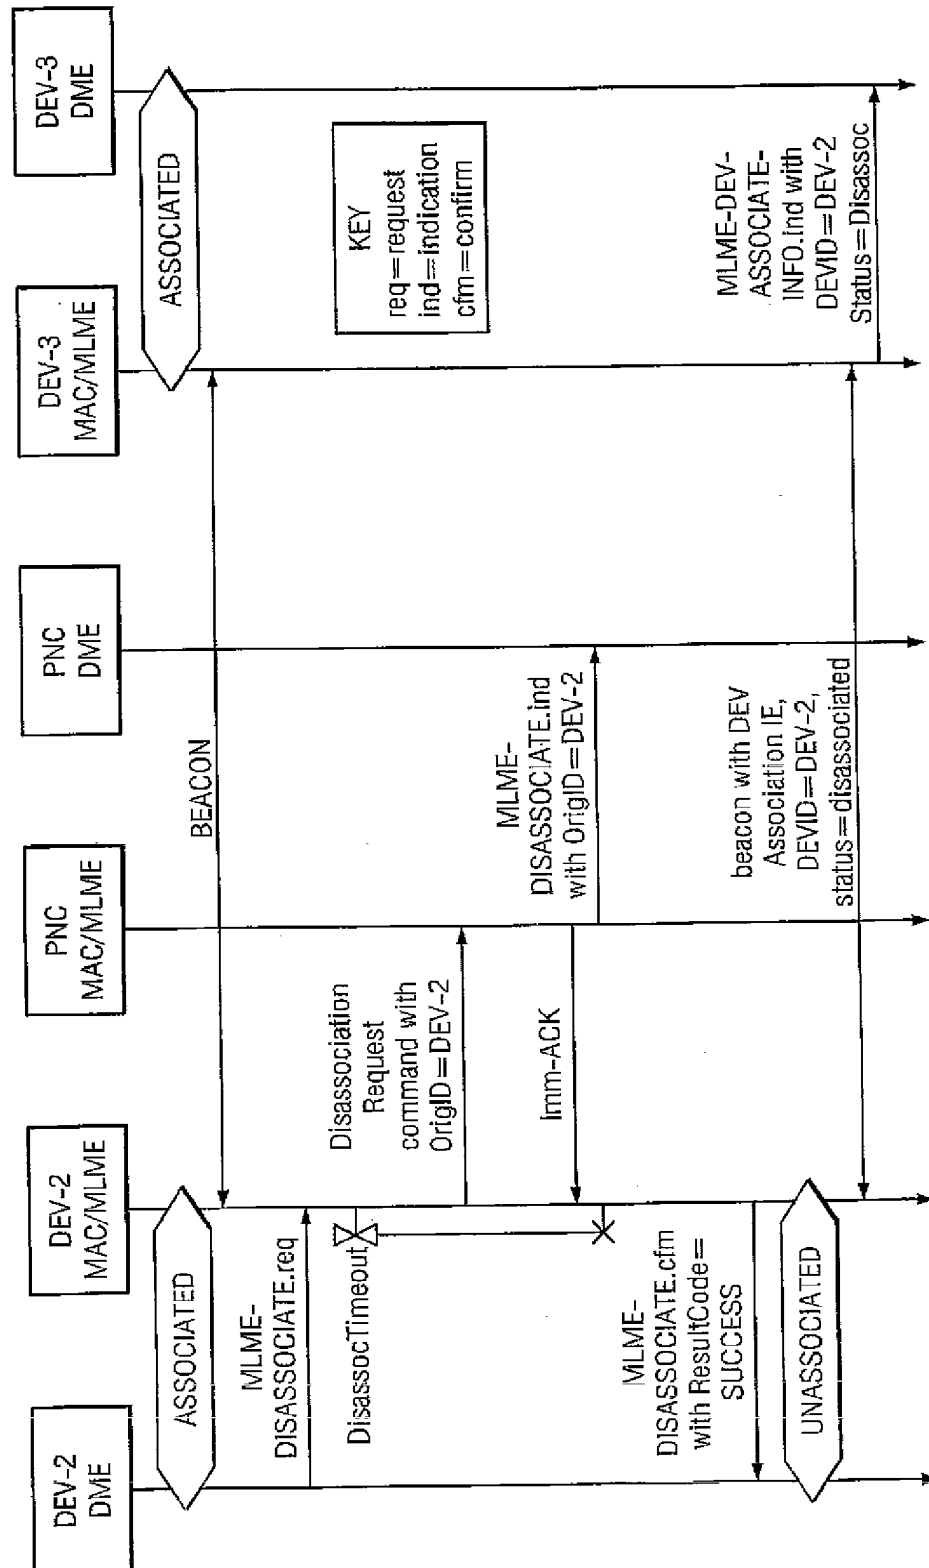 DEV-2
DME
DEV-2
MAC/MLME
PNC
MAC/MLME
PNC
DME
DEV-3
MAC/MLME
DEV-3
DME
ASSOCIATED
ASSOCIATED
BEACON
MLME-
DISASSOCIATE.req
KEY
req=request
ind=indication
cfm=confirm
DisassocTimeout
Disassociation
Request
command with
OrigID=DEV-2
Imm-ACK
MLME-
DISASSOCIATE.ind
with OrigID=DEV-2
MLME-
DISASSOCIATE.cfm
with ResultCode=
SUCCESS
UNASSOCIATED
beacon with DEV
Association IE,
DEVID=DEV-2,
status=disassociated
MLME-DEV-
ASSOCIATE-
INFO.ind with
DEVID=DEV-2
Status=Disassoc